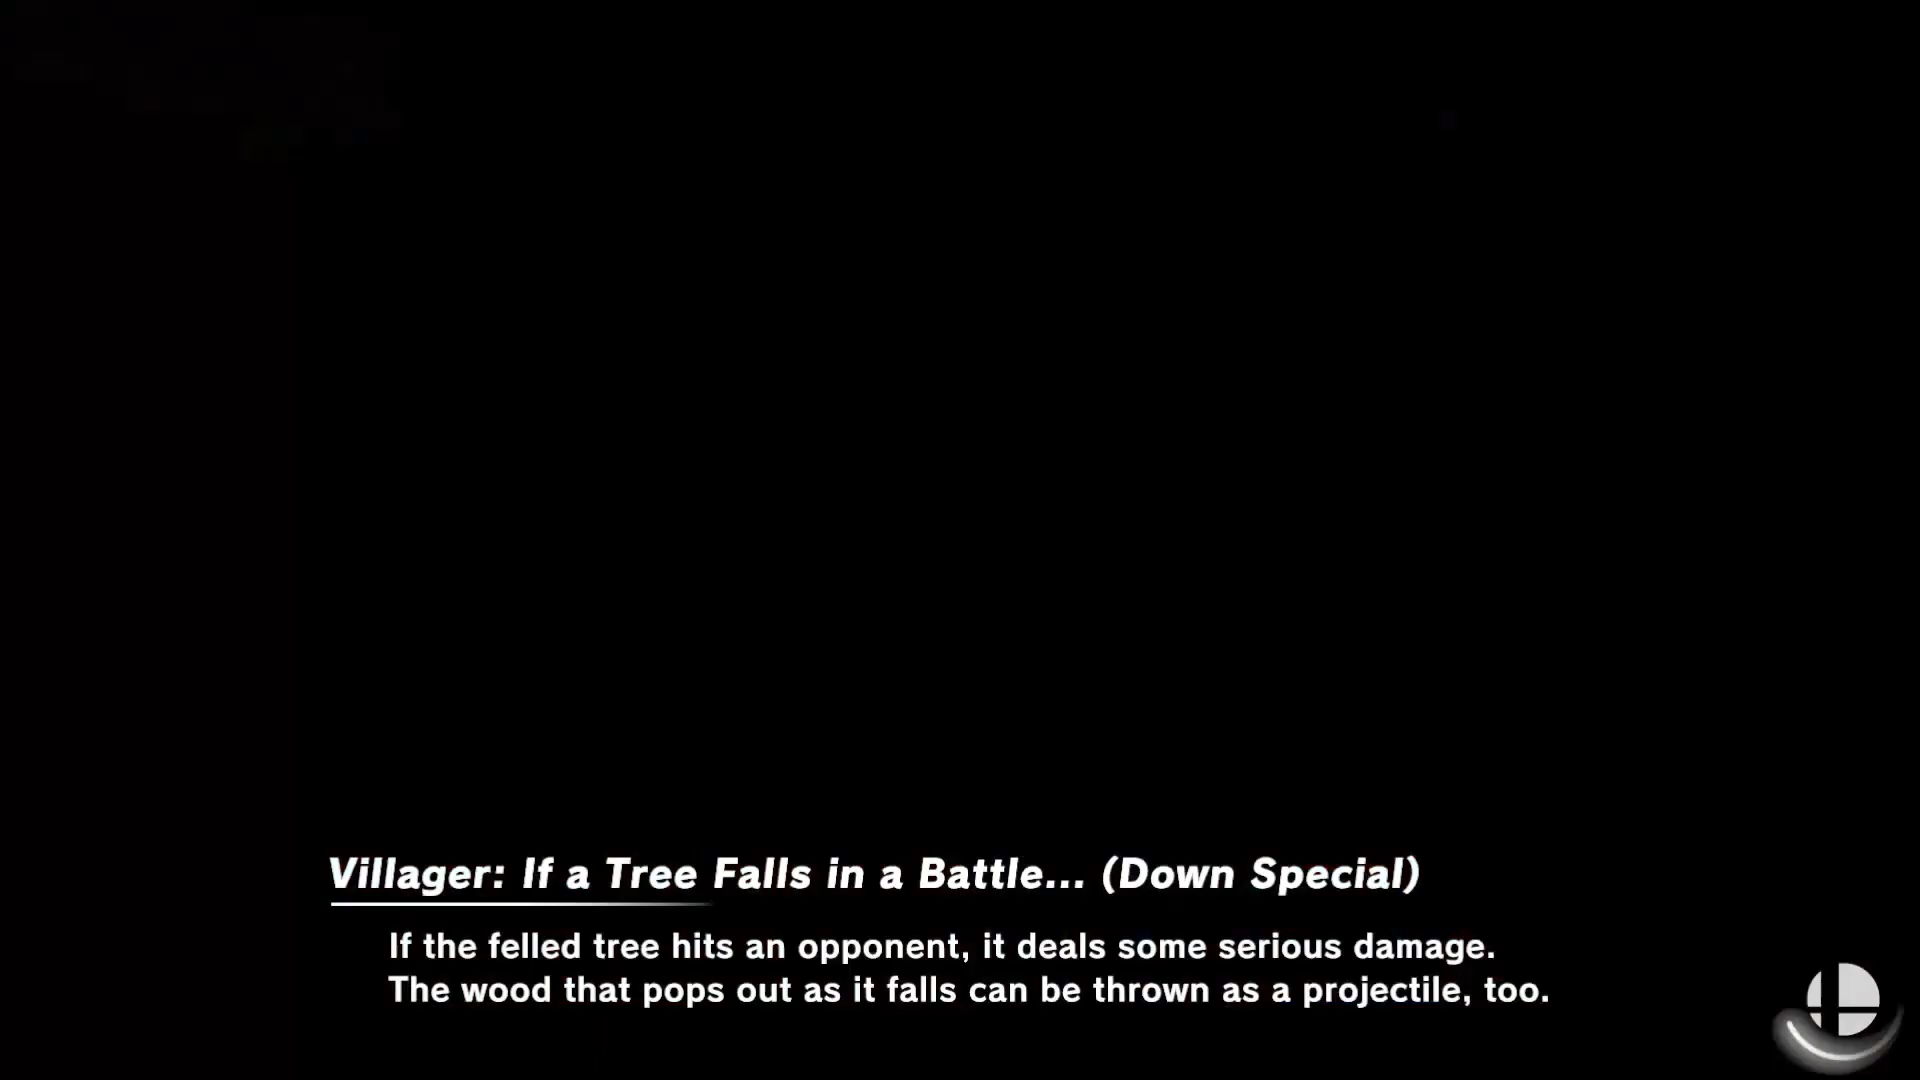 Villager: If a Tree Falls in a Battle... (Down Special)
If the felled tree hits an opponent, it deals some serious damage.
The wood that pops out as it falls can be thrown as a projectile, too.